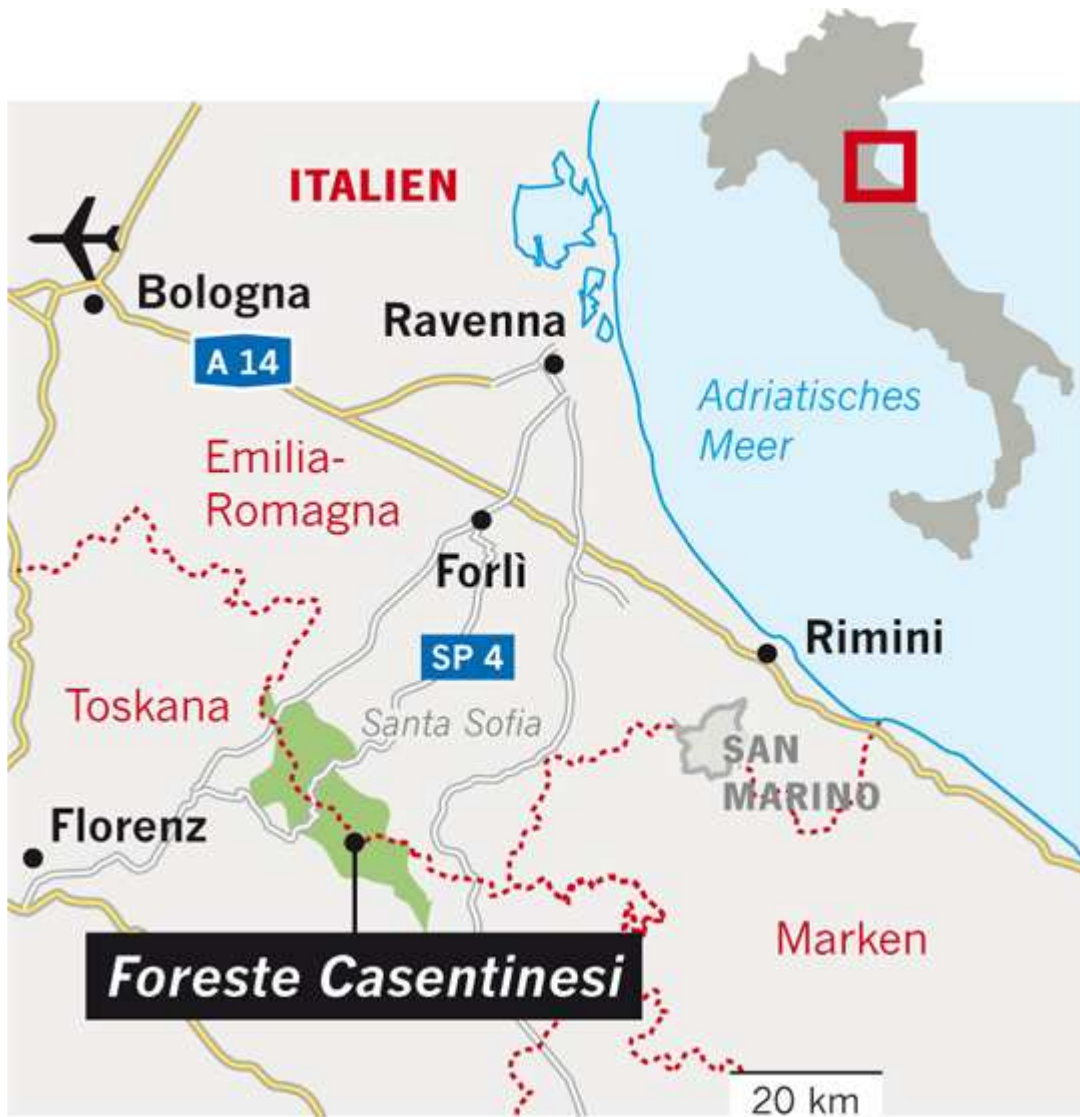 ITALIEN
Bologna
Ravenna
A 14
Adriatisches
Meer
Emilia-
Romagna
Forlì
Rimini
SP 4
Toskana
Santa Sofia
SAN
MARINO
Florenz
Marken
Foreste Casentinesi
20 km